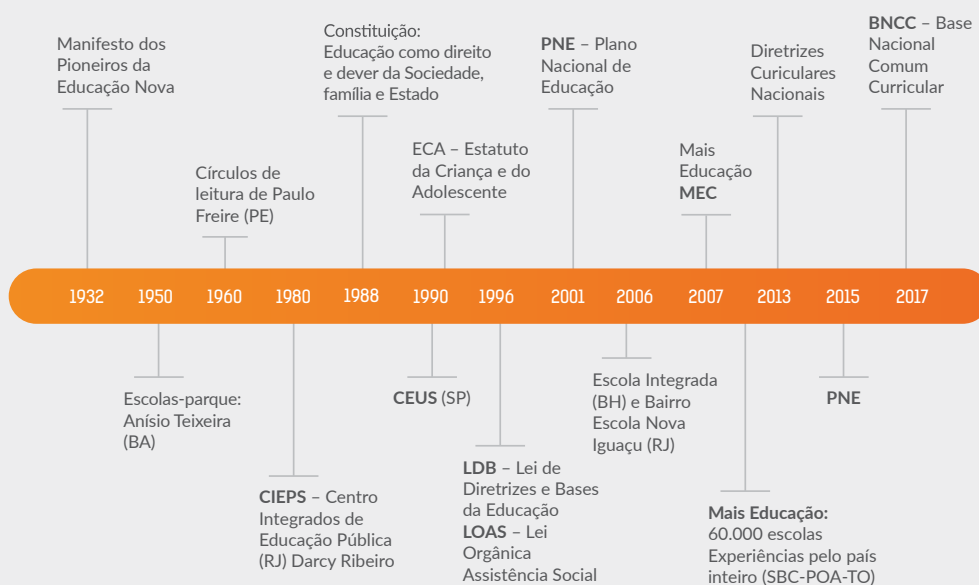 Manifesto dos
Pioneiros da
Educação Nova
Círculos de
leitura de Paulo
Freire (PE)
Constituição:
Educação como direito
e dever da Sociedade,
família e Estado
ECA – Estatuto
da Criança e do
Adolescente
PNE – Plano
Nacional de
Educação
Mais
Educação
MEC
Diretrizes
Curiculares
Nacionais
BNCC – Base
Nacional
Comum
Curricular
1932 1950 1960 1980 1988 1990 1996 2001 2006 2007 2013 2015 2017
Escolas-parque:
Anísio Teixeira
(BA)
CIEPS – Centro
Integrados de
Educação Pública
(RJ) Darcy Ribeiro
CEUS (SP)
LDB – Lei de
Diretrizes e Bases
da Educação
LOAS – Lei
Orgânica
Assistência Social
Escola Integrada
(BH) e Bairro
Escola Nova
Iguaçu (RJ)
Mais Educação:
60.000 escolas
Experiências pelo país
inteiro (SBC-POA-TO)
PNE